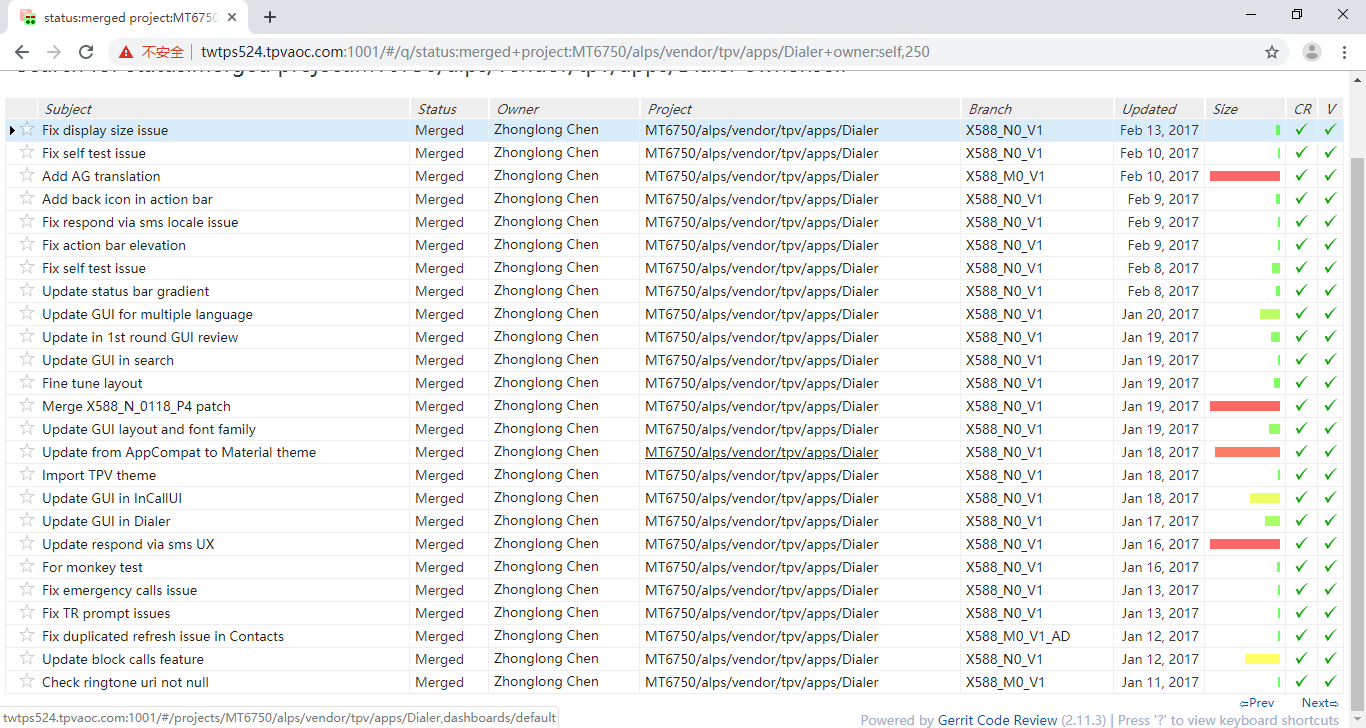 status:merged project:MT6750
不安全 twtps524.tpvaoc.com:1001/#/q/status:merged+project:MT6750/alps/vendor/tpv/apps/Dialer+owner:self,250
Search for status:merged project:MT6750/alps/vendor/tpv/apps/Dialer owner:self
Subject Status Owner Project Branch Updated Size CR V
Fix display size issue Merged Zhonglong Chen MT6750/alps/vendor/tpv/apps/Dialer X588_N0_V1 Feb 13, 2017
Fix self test issue Merged Zhonglong Chen MT6750/alps/vendor/tpv/apps/Dialer X588_N0_V1 Feb 10, 2017
Add AG translation Merged Zhonglong Chen MT6750/alps/vendor/tpv/apps/Dialer X588_M0_V1 Feb 10, 2017
Add back icon in action bar Merged Zhonglong Chen MT6750/alps/vendor/tpv/apps/Dialer X588_N0_V1 Feb 9, 2017
Fix respond via sms locale issue Merged Zhonglong Chen MT6750/alps/vendor/tpv/apps/Dialer X588_N0_V1 Feb 9, 2017
Fix action bar elevation Merged Zhonglong Chen MT6750/alps/vendor/tpv/apps/Dialer X588_N0_V1 Feb 9, 2017
Fix self test issue Merged Zhonglong Chen MT6750/alps/vendor/tpv/apps/Dialer X588_N0_V1 Feb 8, 2017
Update status bar gradient Merged Zhonglong Chen MT6750/alps/vendor/tpv/apps/Dialer X588_N0_V1 Feb 8, 2017
Update GUI for multiple language Merged Zhonglong Chen MT6750/alps/vendor/tpv/apps/Dialer X588_N0_V1 Jan 20, 2017
Update in 1st round GUI review Merged Zhonglong Chen MT6750/alps/vendor/tpv/apps/Dialer X588_N0_V1 Jan 19, 2017
Update GUI in search Merged Zhonglong Chen MT6750/alps/vendor/tpv/apps/Dialer X588_N0_V1 Jan 19, 2017
Fine tune layout Merged Zhonglong Chen MT6750/alps/vendor/tpv/apps/Dialer X588_N0_V1 Jan 19, 2017
Merge X588_N_0118_P4 patch Merged Zhonglong Chen MT6750/alps/vendor/tpv/apps/Dialer X588_N0_V1 Jan 19, 2017
Update GUI layout and font family Merged Zhonglong Chen MT6750/alps/vendor/tpv/apps/Dialer X588_N0_V1 Jan 19, 2017
Update from AppCompat to Material theme Merged Zhonglong Chen MT6750/alps/vendor/tpv/apps/Dialer X588_N0_V1 Jan 18, 2017
Import TPV theme Merged Zhonglong Chen MT6750/alps/vendor/tpv/apps/Dialer X588_N0_V1 Jan 18, 2017
Update GUI in InCallUI Merged Zhonglong Chen MT6750/alps/vendor/tpv/apps/Dialer X588_N0_V1 Jan 18, 2017
Update GUI in Dialer Merged Zhonglong Chen MT6750/alps/vendor/tpv/apps/Dialer X588_N0_V1 Jan 17, 2017
Update respond via sms UX Merged Zhonglong Chen MT6750/alps/vendor/tpv/apps/Dialer X588_N0_V1 Jan 16, 2017
For monkey test Merged Zhonglong Chen MT6750/alps/vendor/tpv/apps/Dialer X588_N0_V1 Jan 16, 2017
Fix emergency calls issue Merged Zhonglong Chen MT6750/alps/vendor/tpv/apps/Dialer X588_N0_V1 Jan 13, 2017
Fix TR prompt issues Merged Zhonglong Chen MT6750/alps/vendor/tpv/apps/Dialer X588_N0_V1 Jan 13, 2017
Fix duplicated refresh issue in Contacts Merged Zhonglong Chen MT6750/alps/vendor/tpv/apps/Dialer X588_M0_V1_AD Jan 12, 2017
Update block calls feature Merged Zhonglong Chen MT6750/alps/vendor/tpv/apps/Dialer X588_N0_V1 Jan 12, 2017
Check ringtone uri not null Merged Zhonglong Chen MT6750/alps/vendor/tpv/apps/Dialer X588_M0_V1 Jan 11, 2017
⇦Prev Next⇨
twtps524.tpvaoc.com:1001/#/projects/MT6750/alps/vendor/tpv/apps/Dialer,dashboards/default
Powered by Gerrit Code Review (2.11.3) | Press '?' to view keyboard shortcuts